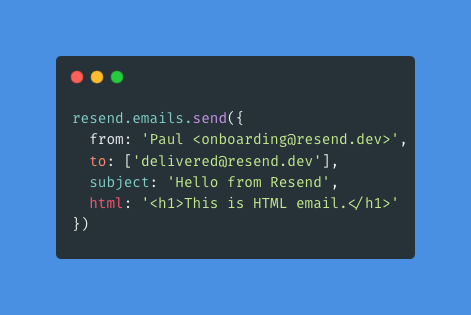 resend.emails.send({
  from: 'Paul <onboarding@resend.dev>',
  to: ['delivered@resend.dev'],
  subject: 'Hello from Resend',
  html: '<h1>This is HTML email.</h1>'
})